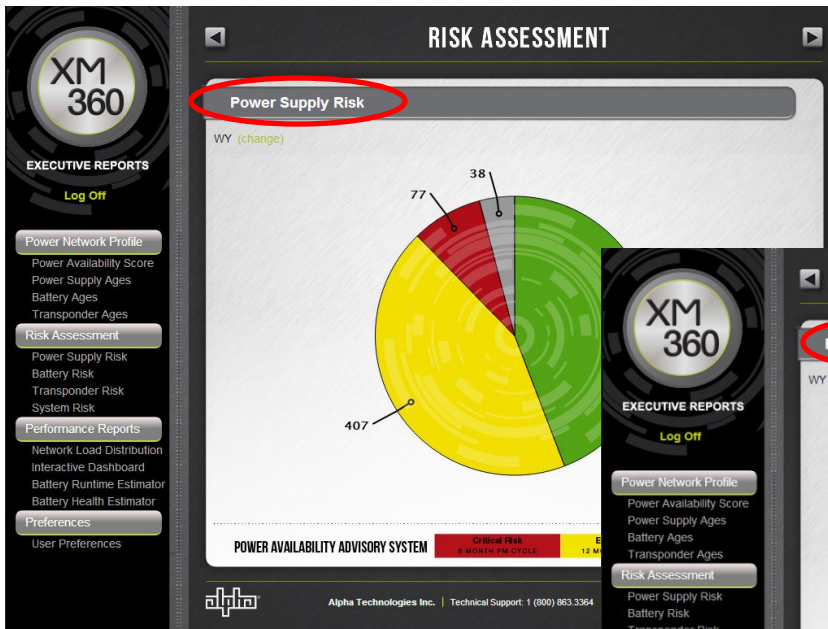 XM
360
EXECUTIVE REPORTS
Log Off
Power Network Profile
Power Availability Score
Power Supply Ages
Battery Ages
Transponder Ages
Risk Assessment
Power Supply Risk
Battery Risk
Transponder Risk
System Risk
Performance Reports
Network Load Distribution
Interactive Dashboard
Battery Runtime Estimator
Battery Health Estimator
Preferences
User Preferences
RISK ASSESSMENT
Power Supply Risk
WY (change)
38
77
407
POWER AVAILABILITY ADVISORY SYSTEM
Critical Risk
6 MONTH PM CYCLE
12 M
alpha
Alpha Technologies Inc. | Technical Support: 1 (800) 863.3364
XM
360
EXECUTIVE REPORTS
Log Off
Power Network Profile
Power Availability Score
Power Supply Ages
Battery Ages
Transponder Ages
Risk Assessment
Power Supply Risk
Battery Risk
Transponder Risk
WY